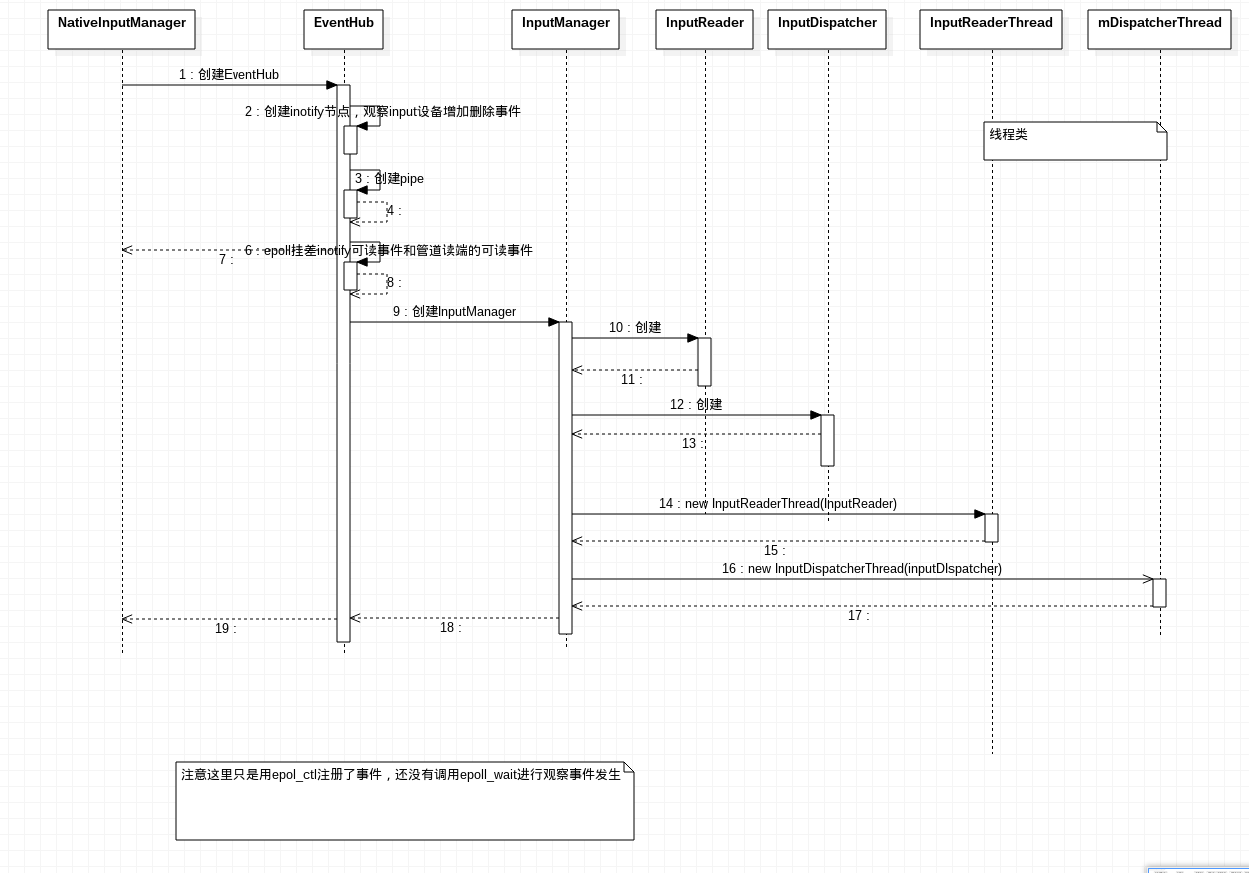 NativeInputManager
EventHub
InputManager
InputReader
InputDispatcher
InputReaderThread
mDispatcherThread
1 : 创建EventHub
2 : 创建inotify节点，观察input设备增加删除事件
线程类
3 : 创建pipe
4 :
6 : epoll挂差inotify可读事件和管道读端的可读事件
7 :
8 :
9 : 创建InputManager
10 : 创建
11 :
12 : 创建
13 :
14 : new InputReaderThread(InputReader)
15 :
16 : new InputDispatcherThread(inputDIspatcher)
17 :
18 :
19 :
注意这里只是用epol_ctl注册了事件，还没有调用epoll_wait进行观察事件发生